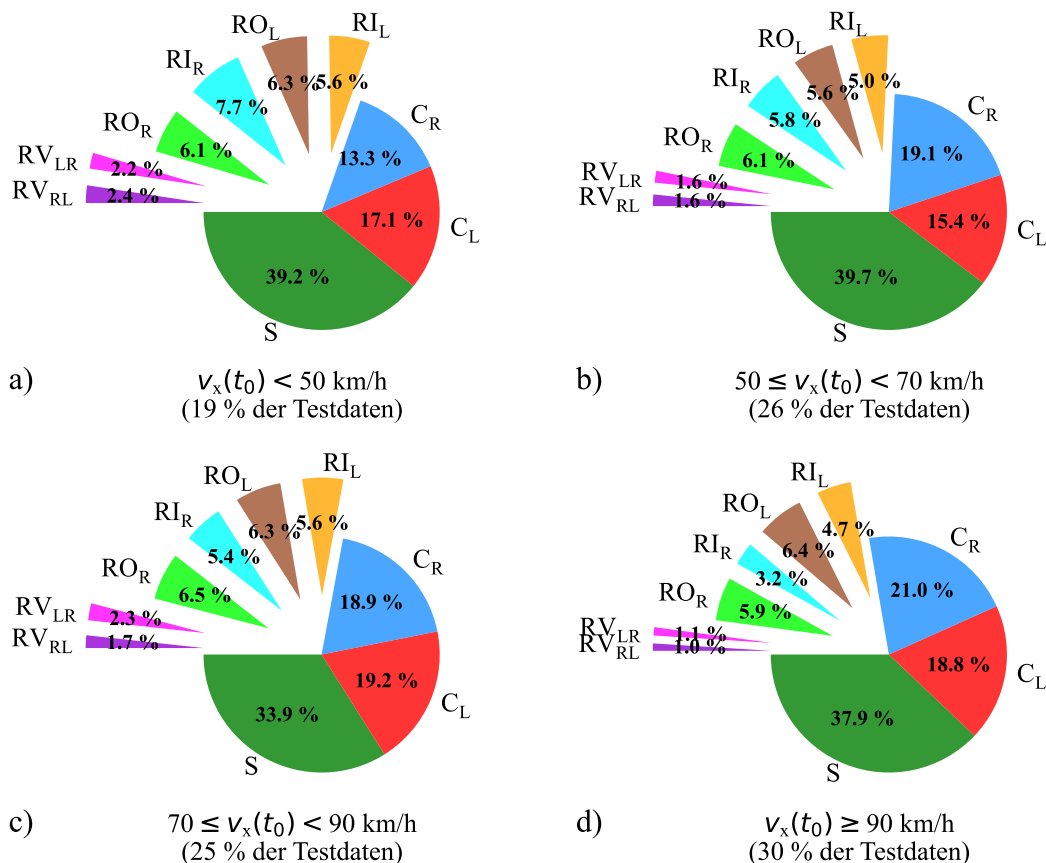 RI_L
RO_L
5.6 %
6.3 %
RI_R
7.7 %
C_R
RO_R
6.1 %
13.3 %
RV_LR
2.2 %
RV_RL
2.4 %
17.1 %
C_L
39.2 %
S
a)
v_x(t_0) < 50 km/h
(19 % der Testdaten)
RI_L
RO_L
5.0 %
5.6 %
RI_R
5.8 %
C_R
RO_R
6.1 %
19.1 %
RV_LR
1.6 %
RV_RL
1.6 %
15.4 %
C_L
39.7 %
S
b)
50 ≤ v_x(t_0) < 70 km/h
(26 % der Testdaten)
RI_L
RO_L
5.6 %
6.3 %
RI_R
5.4 %
C_R
RO_R
6.5 %
18.9 %
RV_LR
2.3 %
RV_RL
1.7 %
19.2 %
C_L
33.9 %
S
c)
70 ≤ v_x(t_0) < 90 km/h
(25 % der Testdaten)
RI_L
RO_L
4.7 %
6.4 %
RI_R
3.2 %
C_R
RO_R
5.9 %
21.0 %
RV_LR
1.1 %
RV_RL
1.0 %
18.8 %
C_L
37.9 %
S
d)
v_x(t_0) ≥ 90 km/h
(30 % der Testdaten)